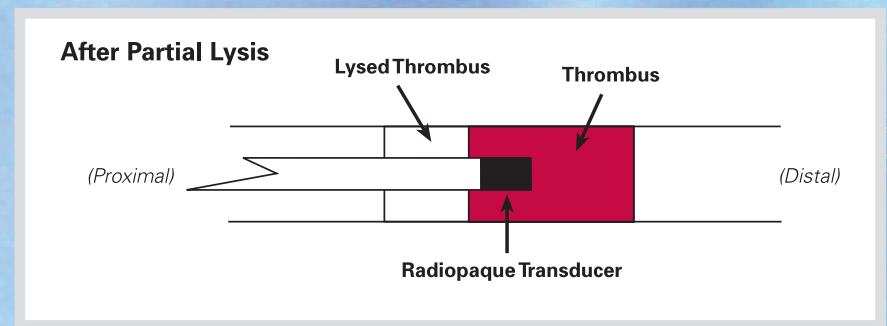 After Partial Lysis
Lysed Thrombus
Thrombus
(Proximal)
(Distal)
Radiopaque Transducer